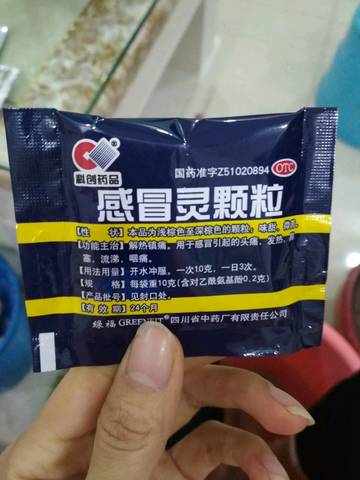 科创药品
国药准字Z51020894
OTC
感冒灵颗粒
【性 状】本品为浅棕色至深棕色的颗粒，味甜、微苦。
【功能主治】解热镇痛。用于感冒引起的头痛，发热，鼻
塞，流涕，咽痛。
【用法用量】开水冲服。一次10克，一日3次。
【规 格】每袋重10克(含对乙酰氨基酚0.2克)
【产品批号】见封口处。
【有 效 期】24个月
绿福 GREENFIT® 四川省中药厂有限责任公司